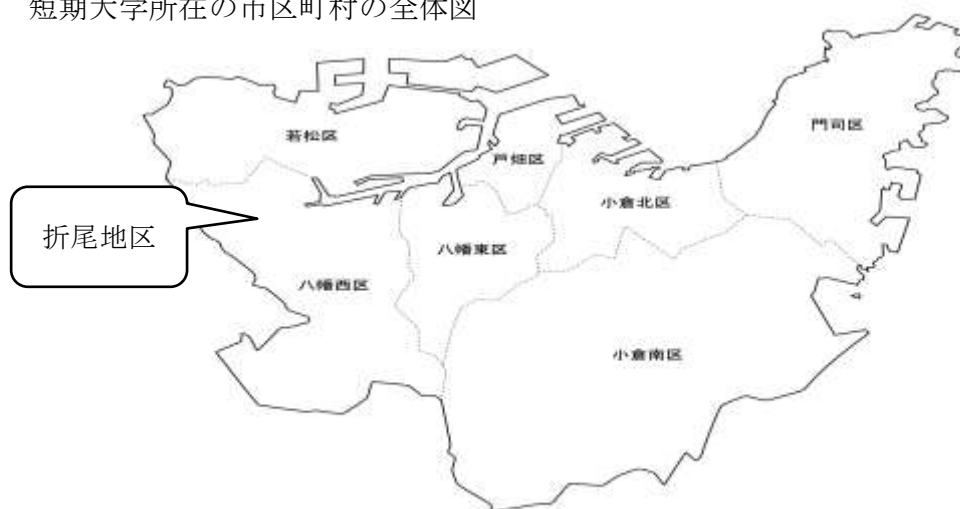 短期大学所在の市区町村の全体図
若松区
門司区
戸畑区
小倉北区
折尾地区
八幡東区
八幡西区
小倉南区